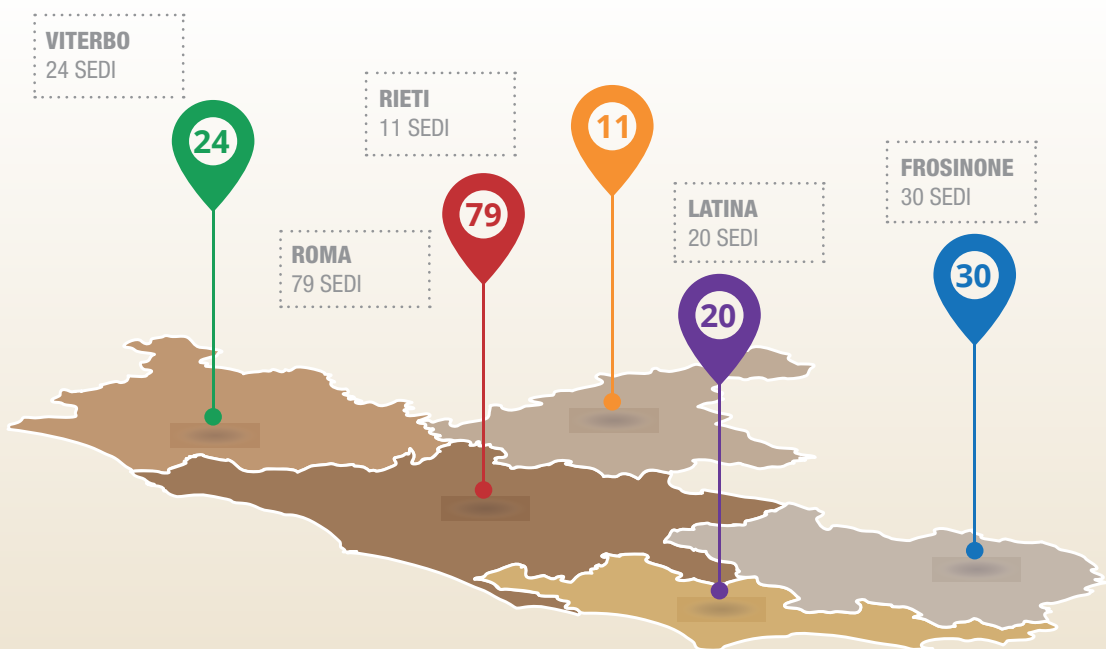 VITERBO
24 SEDI
24
RIETI
11 SEDI
11
ROMA
79 SEDI
79
LATINA
20 SEDI
20
FROSINONE
30 SEDI
30